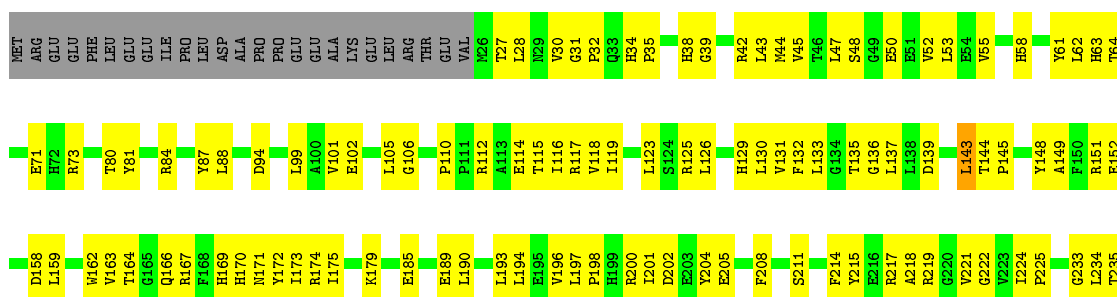 MET ARG GLU GLU PHE LEU GLU GLU ILE PRO LEU ASP ALA PRO PRO GLU GLU ALA LYS GLU LEU ARG THR GLU VAL M26 T27 L28 N29 V30 G31 P32 Q33 H34 P35 H38 G39 R42 L43 M44 V45 T46 L47 S48 G49 E50 E51 V52 L53 E54 V55 H58 Y61 L62 H63 T64
E71 H72 R73 T80 Y81 R84 Y87 L88 D94 L99 A100 V101 E102 L105 G106 P110 P111 R112 A113 E114 T115 I116 R117 V118 I119 L123 S124 R125 L126 H129 L130 V131 F132 L133 G134 T135 G136 L137 L138 D139 L143 T144 P145 Y148 A149 F150 R151 E152
D158 L159 W162 V163 T164 G165 Q166 R167 F168 H169 H170 N171 Y172 I173 R174 I175 K179 E185 E189 L190 L193 L194 E195 V196 L197 P198 H199 R200 I201 D202 E203 Y204 E205 F208 S211 F214 Y215 E216 R217 A218 R219 G220 V221 G222 V223 I224 P225 G233 L234 T235